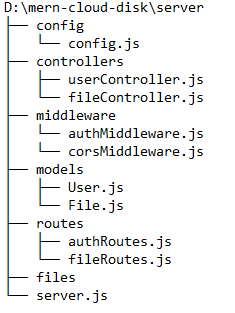 D:\mern-cloud-disk\server
├── config
│   └── config.js
├── controllers
│   ├── userController.js
│   └── fileController.js
├── middleware
│   ├── authMiddleware.js
│   └── corsMiddleware.js
├── models
│   ├── User.js
│   └── File.js
├── routes
│   ├── authRoutes.js
│   └── fileRoutes.js
├── files
└── server.js